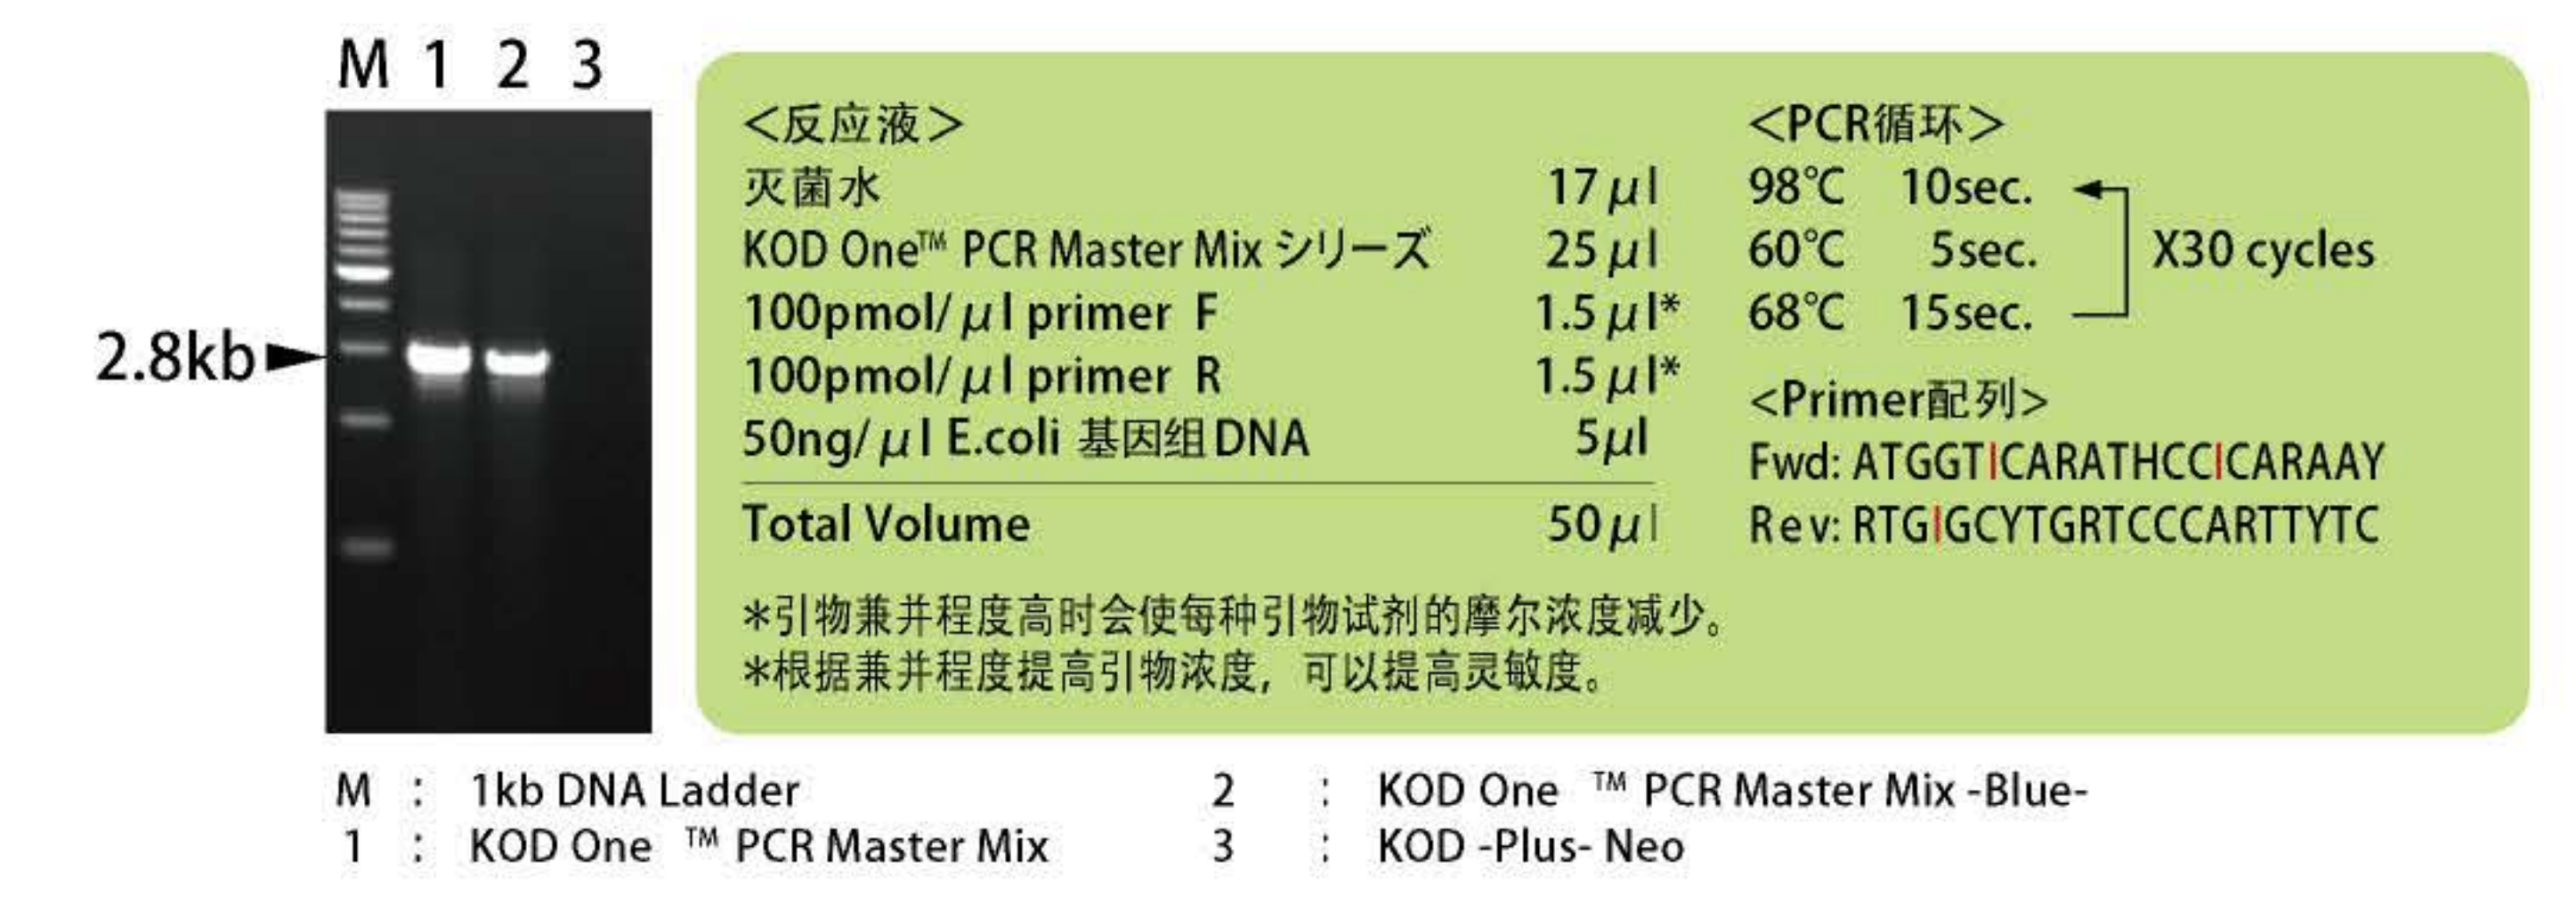 M 1 2 3
2.8kb
<反应液>
灭菌水 17μl
KOD One™ PCR Master Mix シリーズ 25μl
100pmol/μl primer F 1.5μl*
100pmol/μl primer R 1.5μl*
50ng/μl E.coli 基因组DNA 5μl
Total Volume 50μl
*引物兼并程度高时会使每种引物试剂的摩尔浓度减少。
*根据兼并程度提高引物浓度，可以提高灵敏度。
<PCR循环>
98℃ 10sec.
60℃ 5sec.
68℃ 15sec.
X30 cycles
<Primer配列>
Fwd: ATGGTICARATHCCICARAAY
Rev: RTGIGCYTGRTCCCARTTYTC
M : 1kb DNA Ladder
1 : KOD One ™ PCR Master Mix
2 : KOD One ™ PCR Master Mix -Blue-
3 : KOD -Plus- Neo